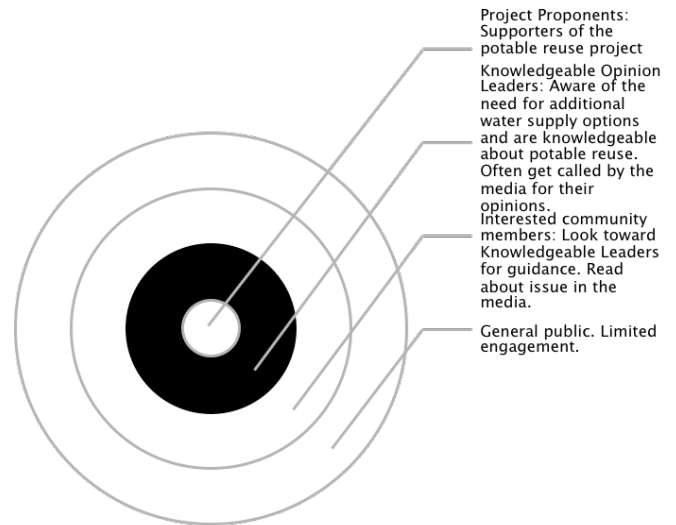 Project Proponents:
Supporters of the
potable reuse project
Knowledgeable Opinion
Leaders: Aware of the
need for additional
water supply options
and are knowledgeable
about potable reuse.
Often get called by the
media for their
opinions.
Interested community
members: Look toward
Knowledgeable Leaders
for guidance. Read
about issue in the
media.
General public. Limited
engagement.